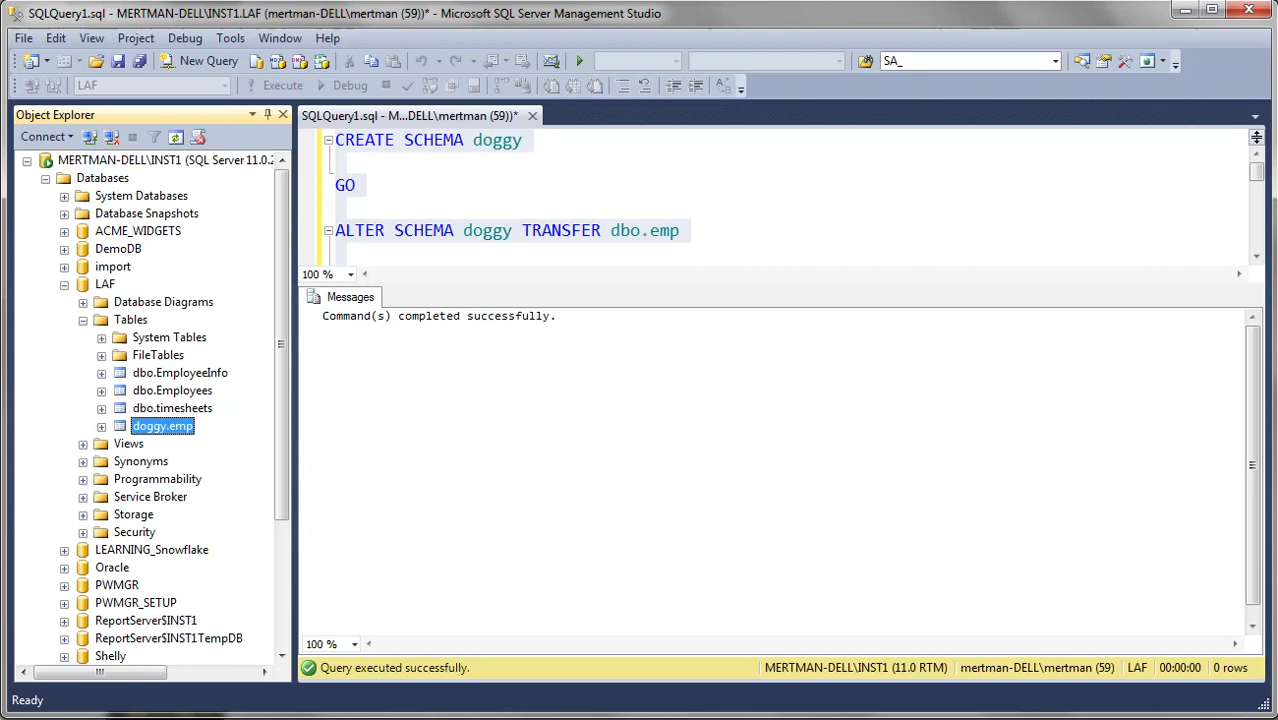 SQLQuery1.sql - MERTMAN-DELL\INST1.LAF (mertman-DELL\mertman (59))* - Microsoft SQL Server Management Studio
File Edit View Project Debug Tools Window Help
New Query SA_
LAF Execute Debug
Object Explorer
SQLQuery1.sql - M...DELL\mertman (59))*
Connect
MERTMAN-DELL\INST1 (SQL Server 11.0.2
Databases
System Databases
Database Snapshots
ACME_WIDGETS
DemoDB
import
LAF
Database Diagrams
Tables
System Tables
FileTables
dbo.EmployeeInfo
dbo.Employees
dbo.timesheets
doggy.emp
Views
Synonyms
Programmability
Service Broker
Storage
Security
LEARNING_Snowflake
Oracle
PWMGR
PWMGR_SETUP
ReportServer$INST1
ReportServer$INST1TempDB
Shelly
CREATE SCHEMA doggy
GO
ALTER SCHEMA doggy TRANSFER dbo.emp
100 %
Messages
Command(s) completed successfully.
100 %
Query executed successfully. MERTMAN-DELL\INST1 (11.0 RTM) mertman-DELL\mertman (59) LAF 00:00:00 0 rows
Ready